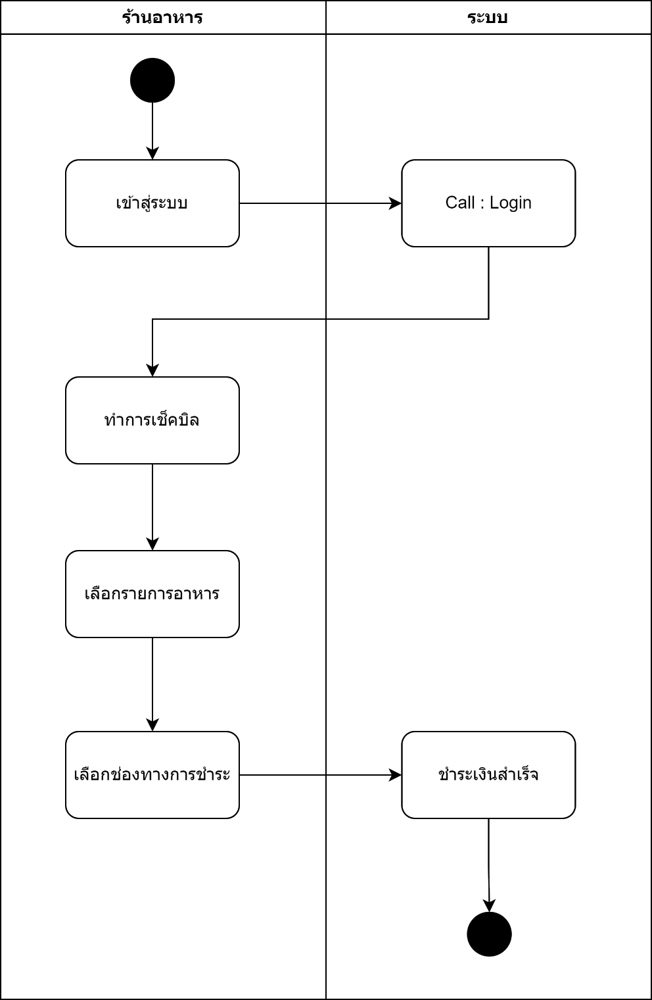 ร้านอาหาร
ระบบ
เข้าสู่ระบบ
Call : Login
ทำการเช็คบิล
เลือกรายการอาหาร
เลือกช่องทางการชำระ
ชำระเงินสำเร็จ